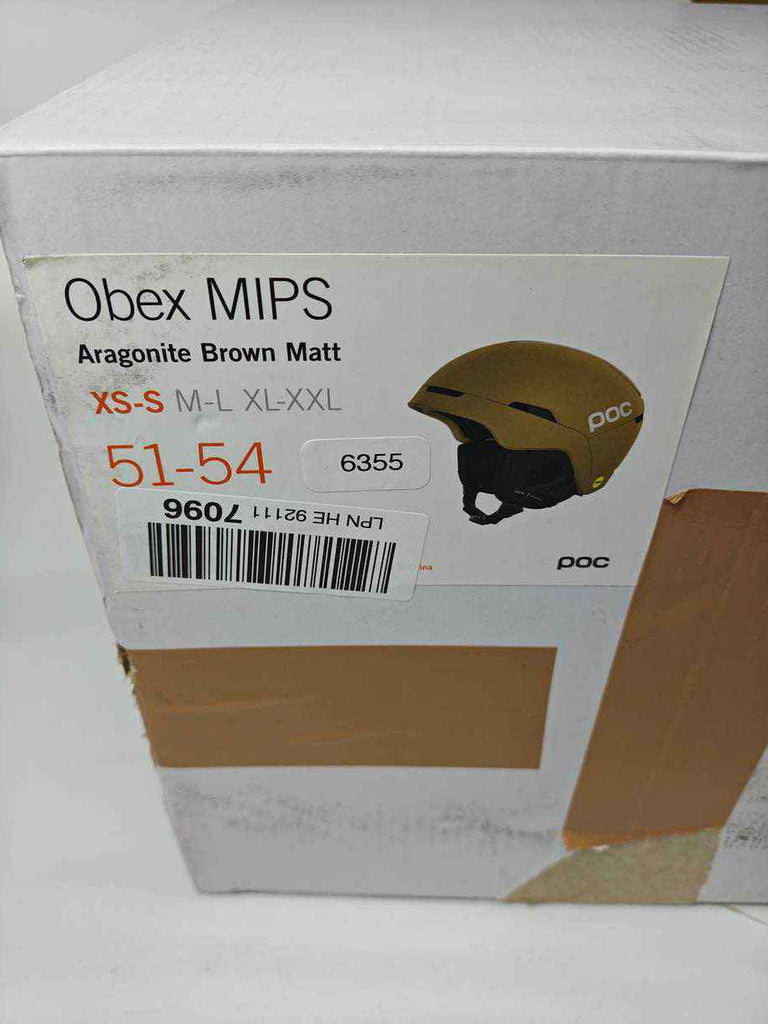 Obex MIPS
Aragonite Brown Matt
XS-S M-L XL-XXL
51-54
6355
poc
LPN HE 92111 7096
poc